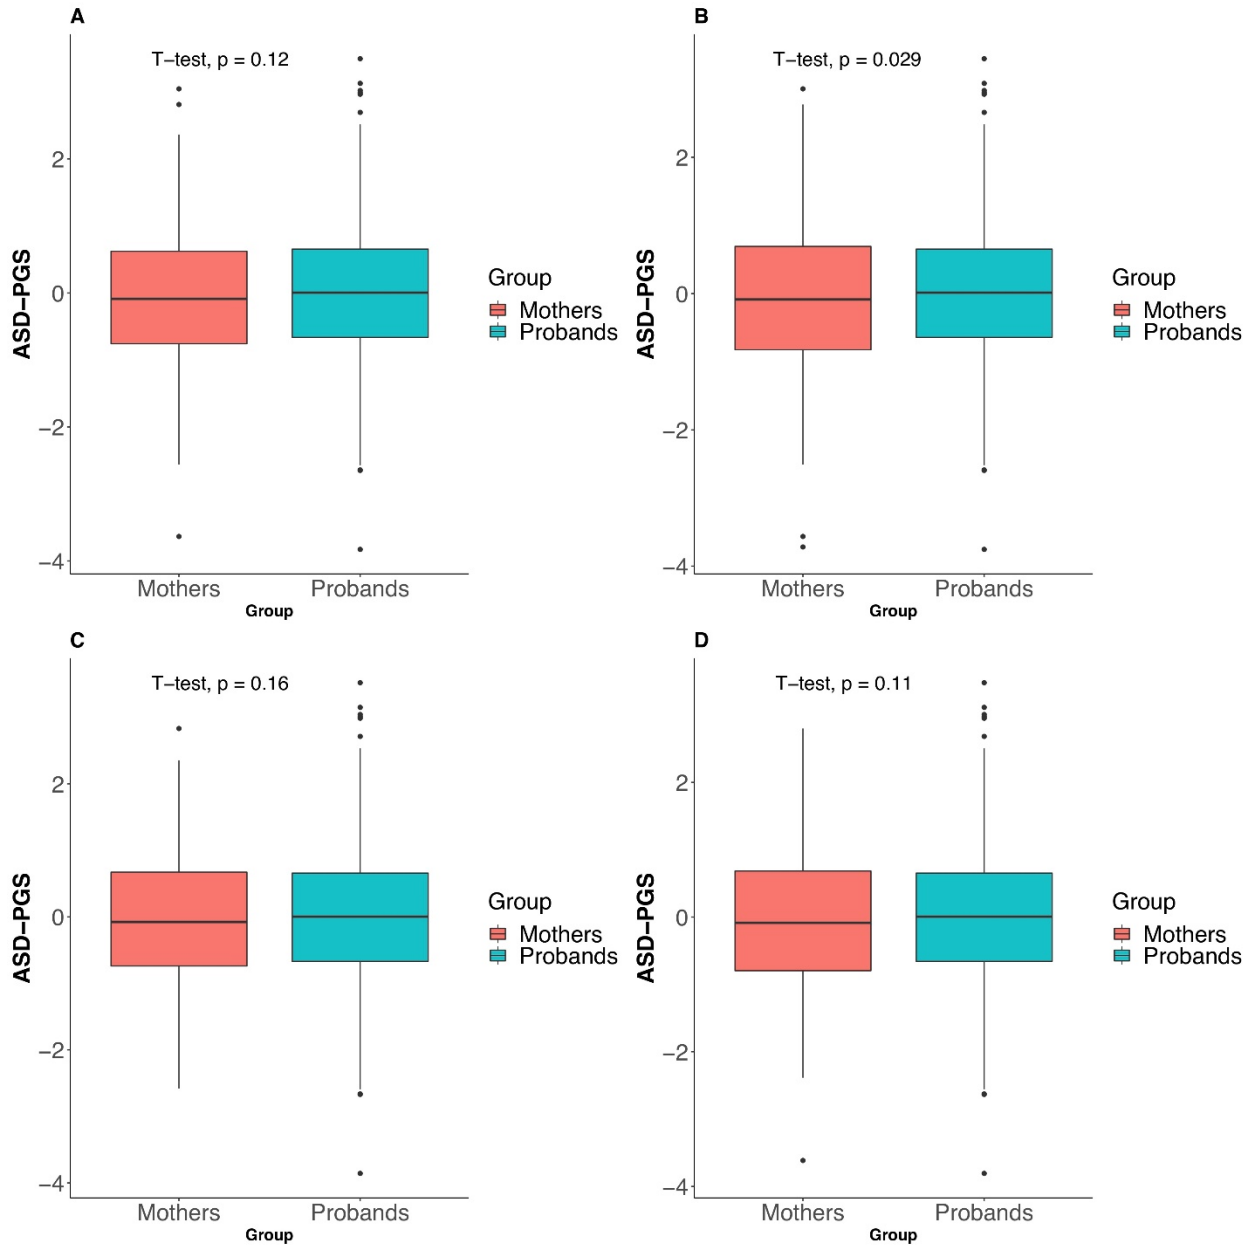 A
T−test, p = 0.12
2
0
−2
−4
ASD−PGS
Mothers
Probands
Group
Group
Mothers
Probands
B
T−test, p = 0.029
2
0
−2
−4
ASD−PGS
Mothers
Probands
Group
Group
Mothers
Probands
C
T−test, p = 0.16
2
0
−2
−4
ASD−PGS
Mothers
Probands
Group
Group
Mothers
Probands
D
T−test, p = 0.11
2
0
−2
−4
ASD−PGS
Mothers
Probands
Group
Group
Mothers
Probands